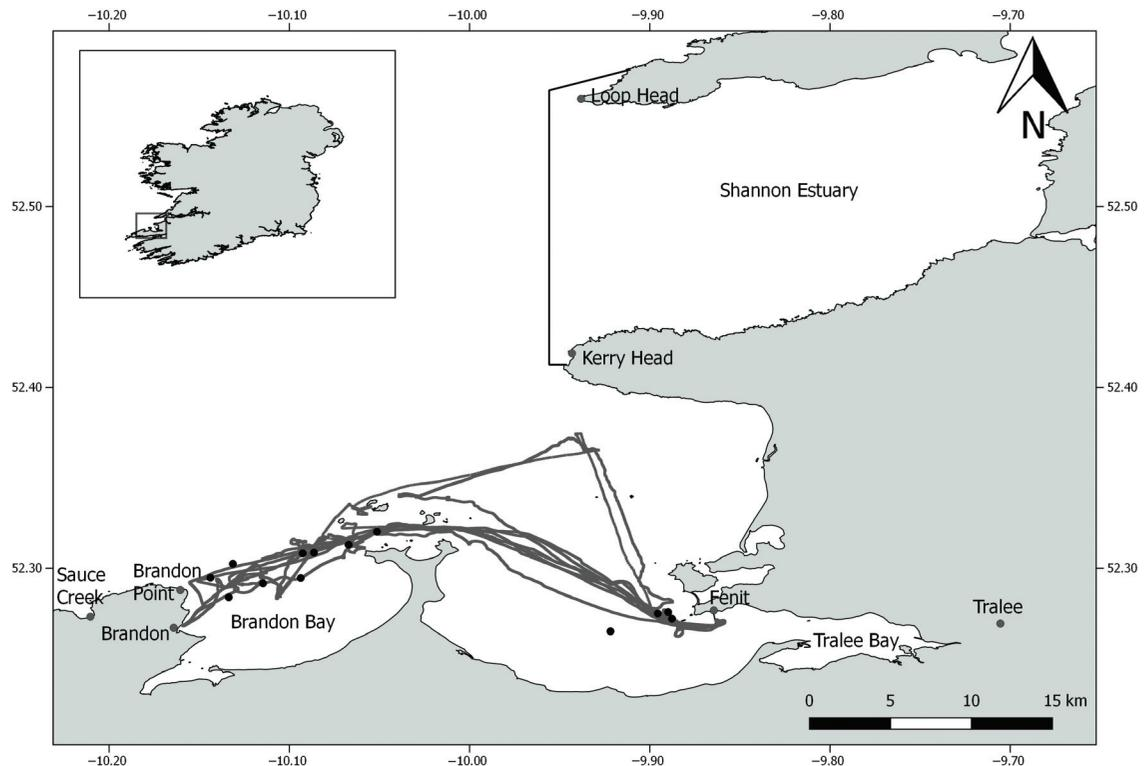 −10.20 −10.10 −10.00 −9.90 −9.80 −9.70
Loop Head
N
Shannon Estuary
52.50 52.50
Kerry Head
52.40 52.40
52.30 52.30
Sauce
Creek
Brandon
Point
Fenit
Tralee
Brandon
Brandon Bay
Tralee Bay
0 5 10 15 km
−10.20 −10.10 −10.00 −9.90 −9.80 −9.70